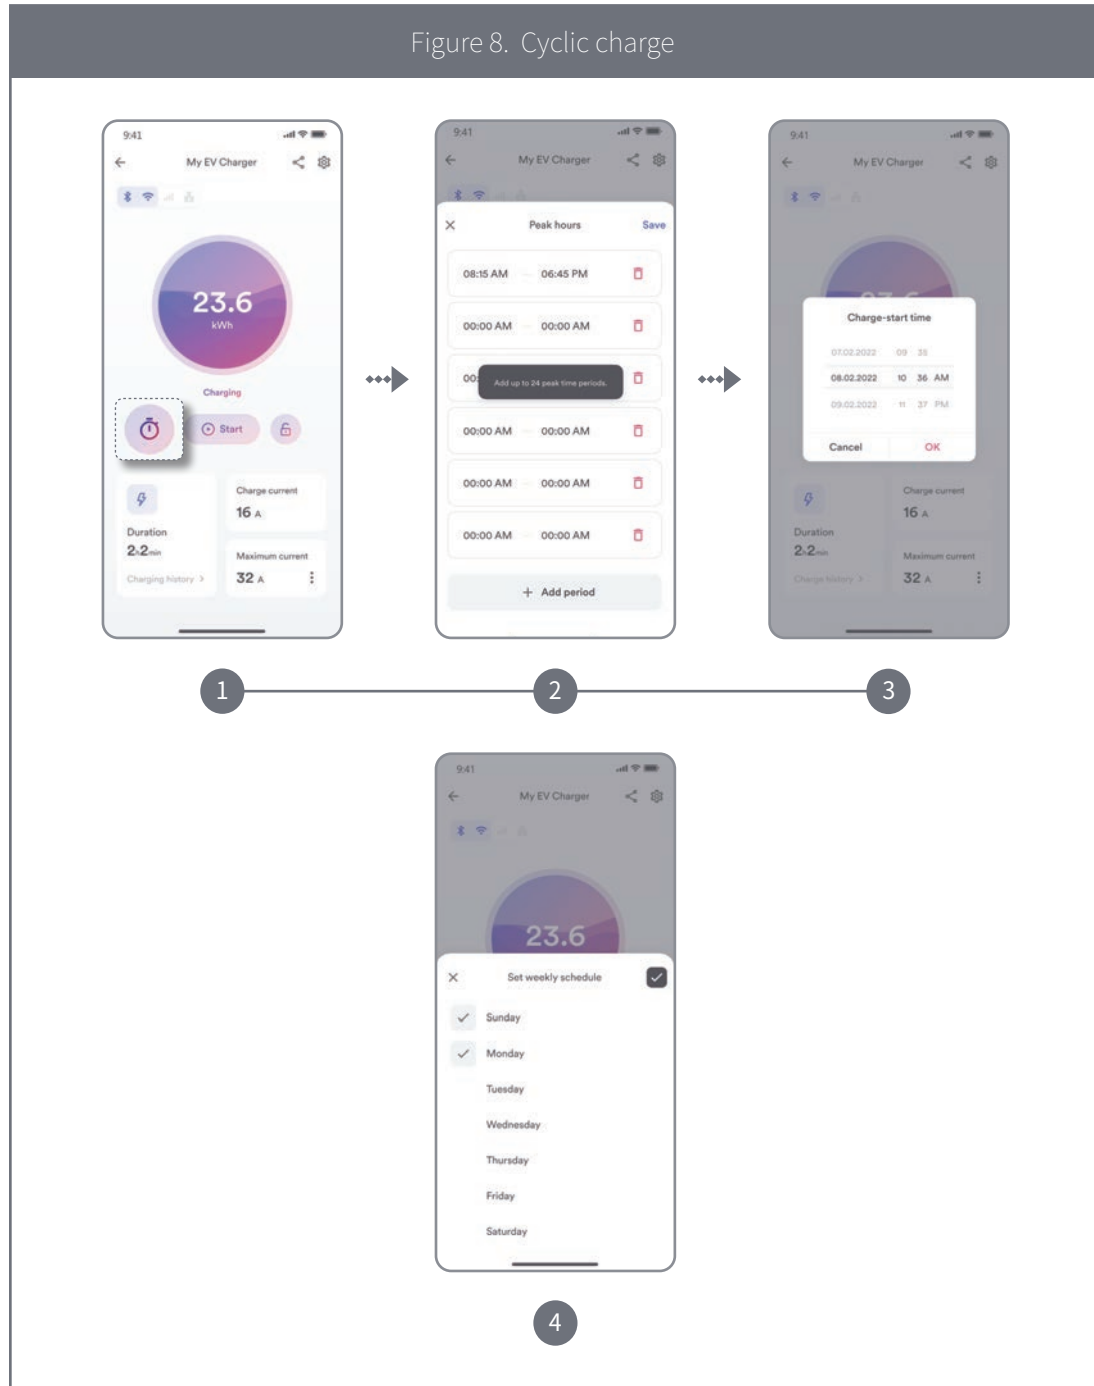 Figure 8. Cyclic charge
9:41
My EV Charger
23.6
kWh
Charging
Start
Duration
2h2min
Charging history >
Charge current
16 A
Maximum current
32 A
9:41
My EV Charger
Peak hours
Save
08:15 AM — 06:45 PM
00:00 AM — 00:00 AM
00:
Add up to 24 peak time periods.
00:00 AM — 00:00 AM
00:00 AM — 00:00 AM
00:00 AM — 00:00 AM
+ Add period
9:41
My EV Charger
Charge-start time
07.02.2022 09 35
08.02.2022 10 36 AM
09.02.2022 11 37 PM
Cancel
OK
Duration
2h2min
Charge history >
Charge current
16 A
Maximum current
32 A
1
2
3
9:41
My EV Charger
23.6
Set weekly schedule
Sunday
Monday
Tuesday
Wednesday
Thursday
Friday
Saturday
4